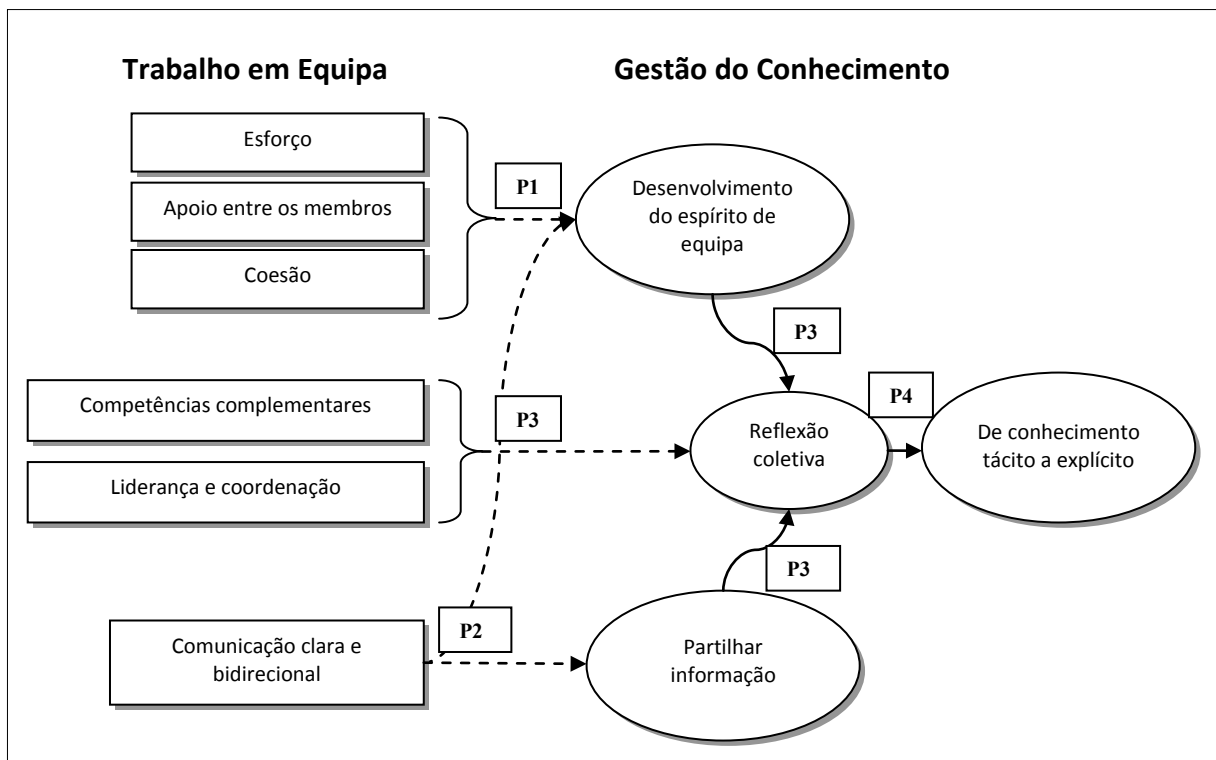 Trabalho em Equipa
Gestão do Conhecimento
Esforço
Apoio entre os membros
Coesão
P1
Desenvolvimento
do espírito de
equipa
P3
Competências complementares
Liderança e coordenação
P3
Reflexão
coletiva
P4
De conhecimento
tácito a explícito
P3
Comunicação clara e
bidirecional
P2
Partilhar
informação